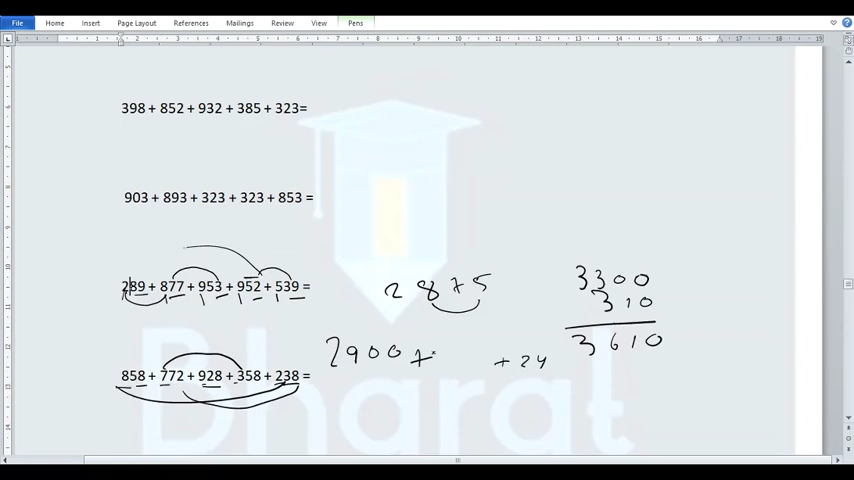 File Home Insert Page Layout References Mailings Review View Pens
398 + 852 + 932 + 385 + 323=
903 + 893 + 323 + 323 + 853 =
289 + 877 + 953 + 952 + 539 = 2875
3300
310
3610
858 + 772 + 928 + 358 + 238 = 2900 + + 24
Bharat